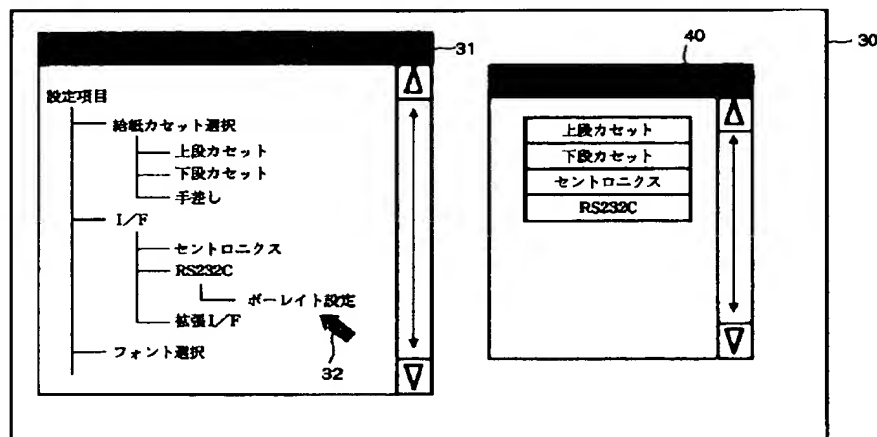 31
設定項目
給紙カセット選択
上段カセット
下段カセット
手差し
I/F
セントロニクス
RS232C
ボーレイト設定
拡張I/F
フォント選択
32
40
上段カセット
下段カセット
セントロニクス
RS232C
30